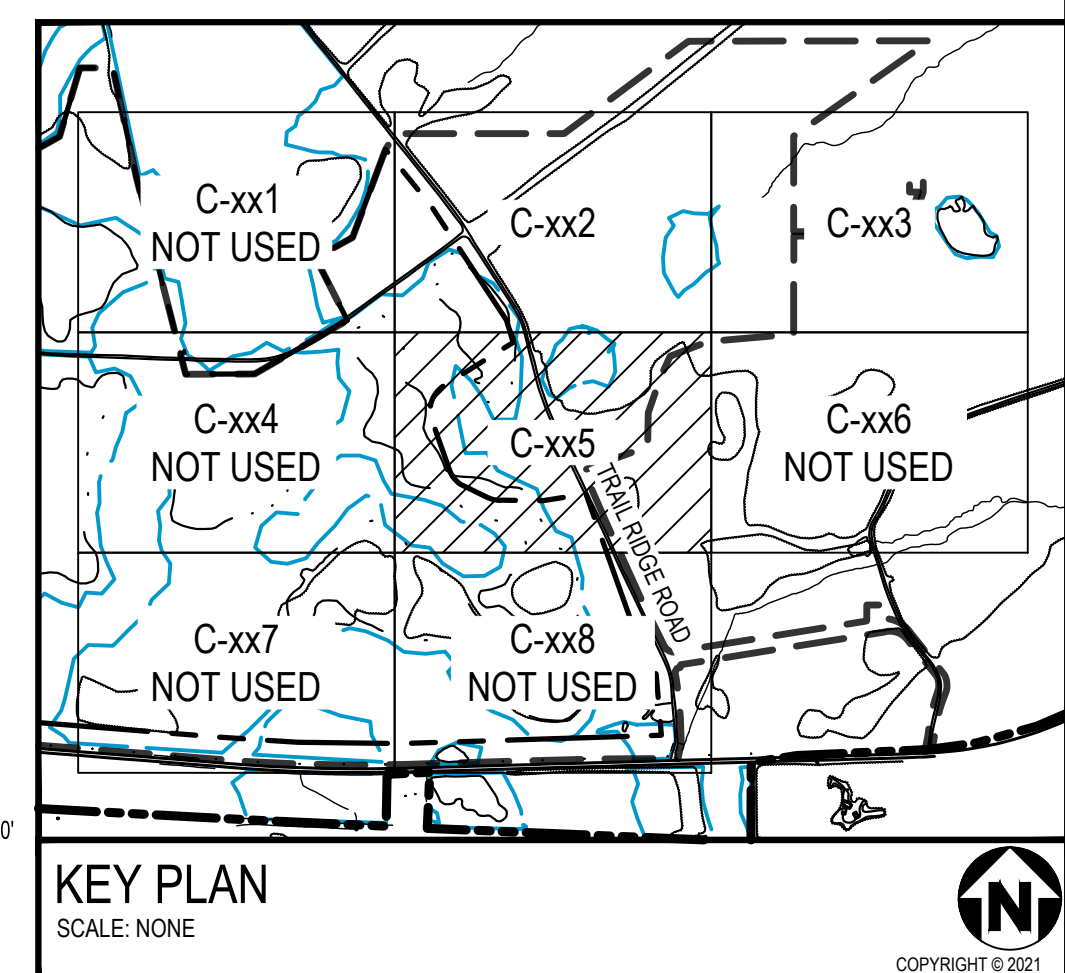 C-xx1
NOT USED
C-xx2
C-xx3
C-xx4
NOT USED
C-xx5
C-xx6
NOT USED
TRAIL RIDGE ROAD
C-xx7
NOT USED
C-xx8
NOT USED
0'
KEY PLAN
SCALE: NONE
N
COPYRIGHT © 2021